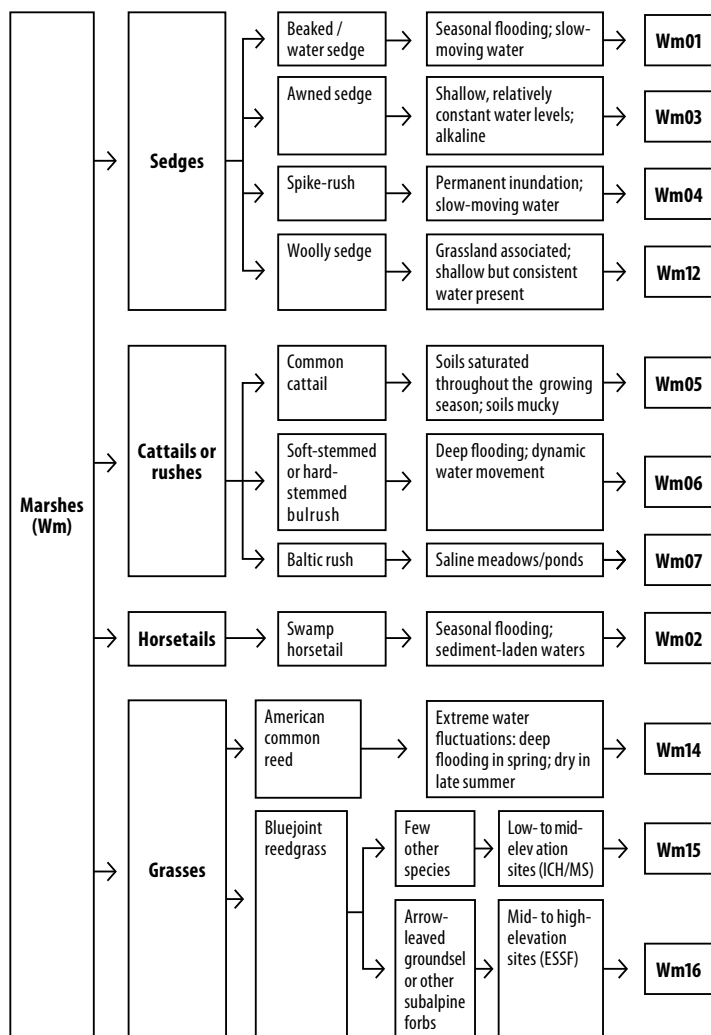 Marshes
(Wm)
Sedges
Beaked /
water sedge
Seasonal flooding; slow-
moving water
Wm01
Awned sedge
Shallow, relatively
constant water levels;
alkaline
Wm03
Spike-rush
Permanent inundation;
slow-moving water
Wm04
Woolly sedge
Grassland associated;
shallow but consistent
water present
Wm12
Cattails or
rushes
Common
cattail
Soils saturated
throughout the growing
season; soils mucky
Wm05
Soft-stemmed
or hard-
stemmed
bulrush
Deep flooding; dynamic
water movement
Wm06
Baltic rush
Saline meadows/ponds
Wm07
Horsetails
Swamp
horsetail
Seasonal flooding;
sediment-laden waters
Wm02
Grasses
American
common
reed
Extreme water
fluctuations: deep
flooding in spring; dry in
late summer
Wm14
Bluejoint
reedgrass
Few
other
species
Low- to mid-
elev ation
sites (ICH/MS)
Wm15
Arrow-
leaved
groundsel
or other
subalpine
forbs
Mid- to high-
elevation
sites (ESSF)
Wm16